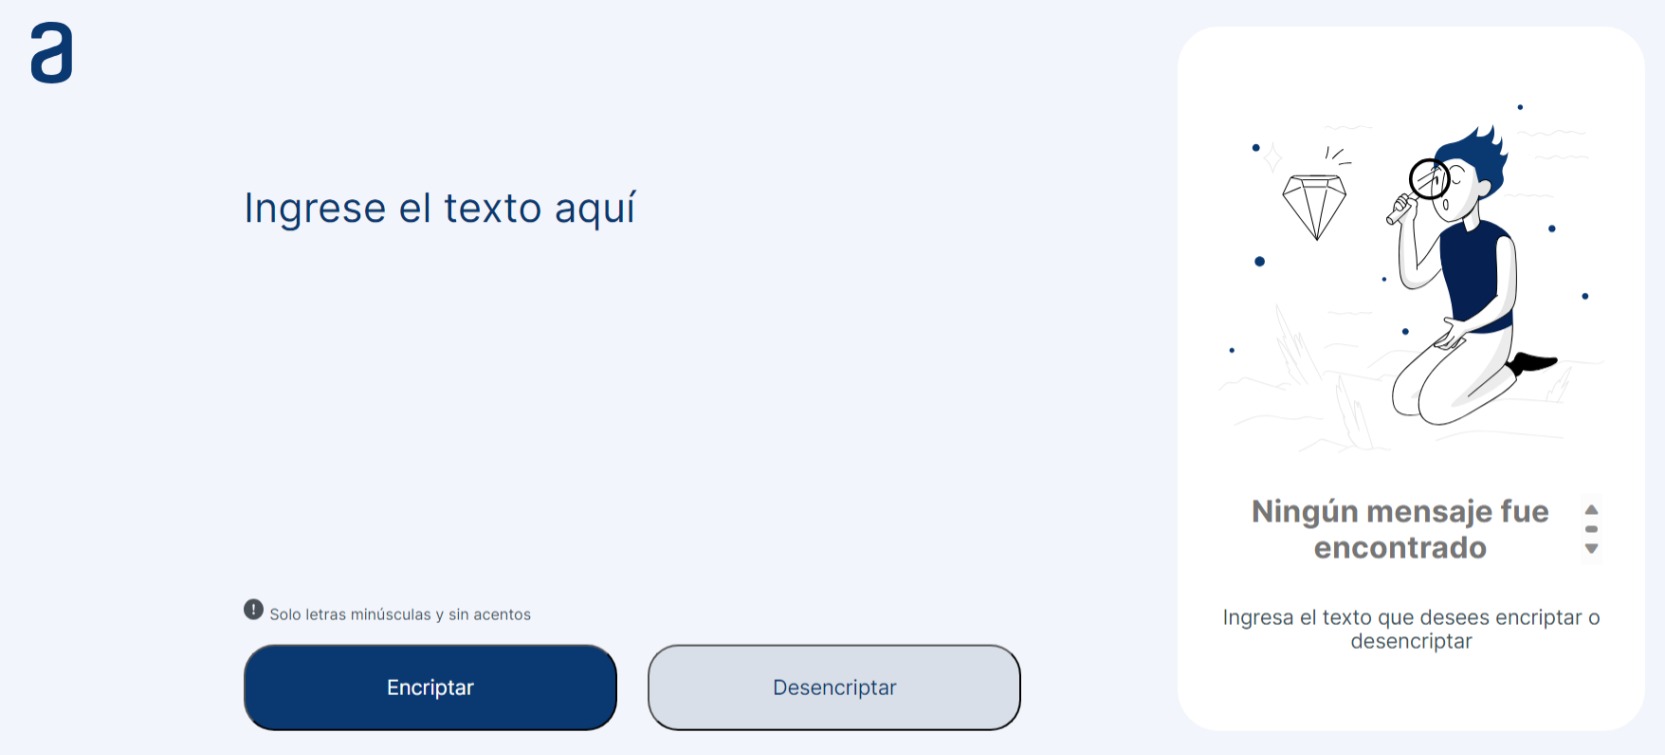 a
Ingrese el texto aquí
Solo letras minúsculas y sin acentos
Encriptar
Desencriptar
Ningún mensaje fue
encontrado
Ingresa el texto que desees encriptar o
desencriptar